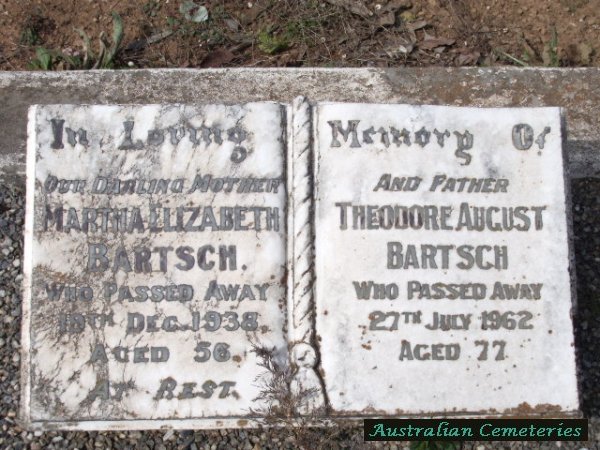 In Loving
Our Darling Mother
Martha Elizabeth
Bartsch.
Who Passed Away
Dec. 1938.
Aged 56.
At Rest.
Memory Of
And Father
Theodore August
Bartsch
Who Passed Away
27th July 1962
Aged 77
Australian Cemeteries